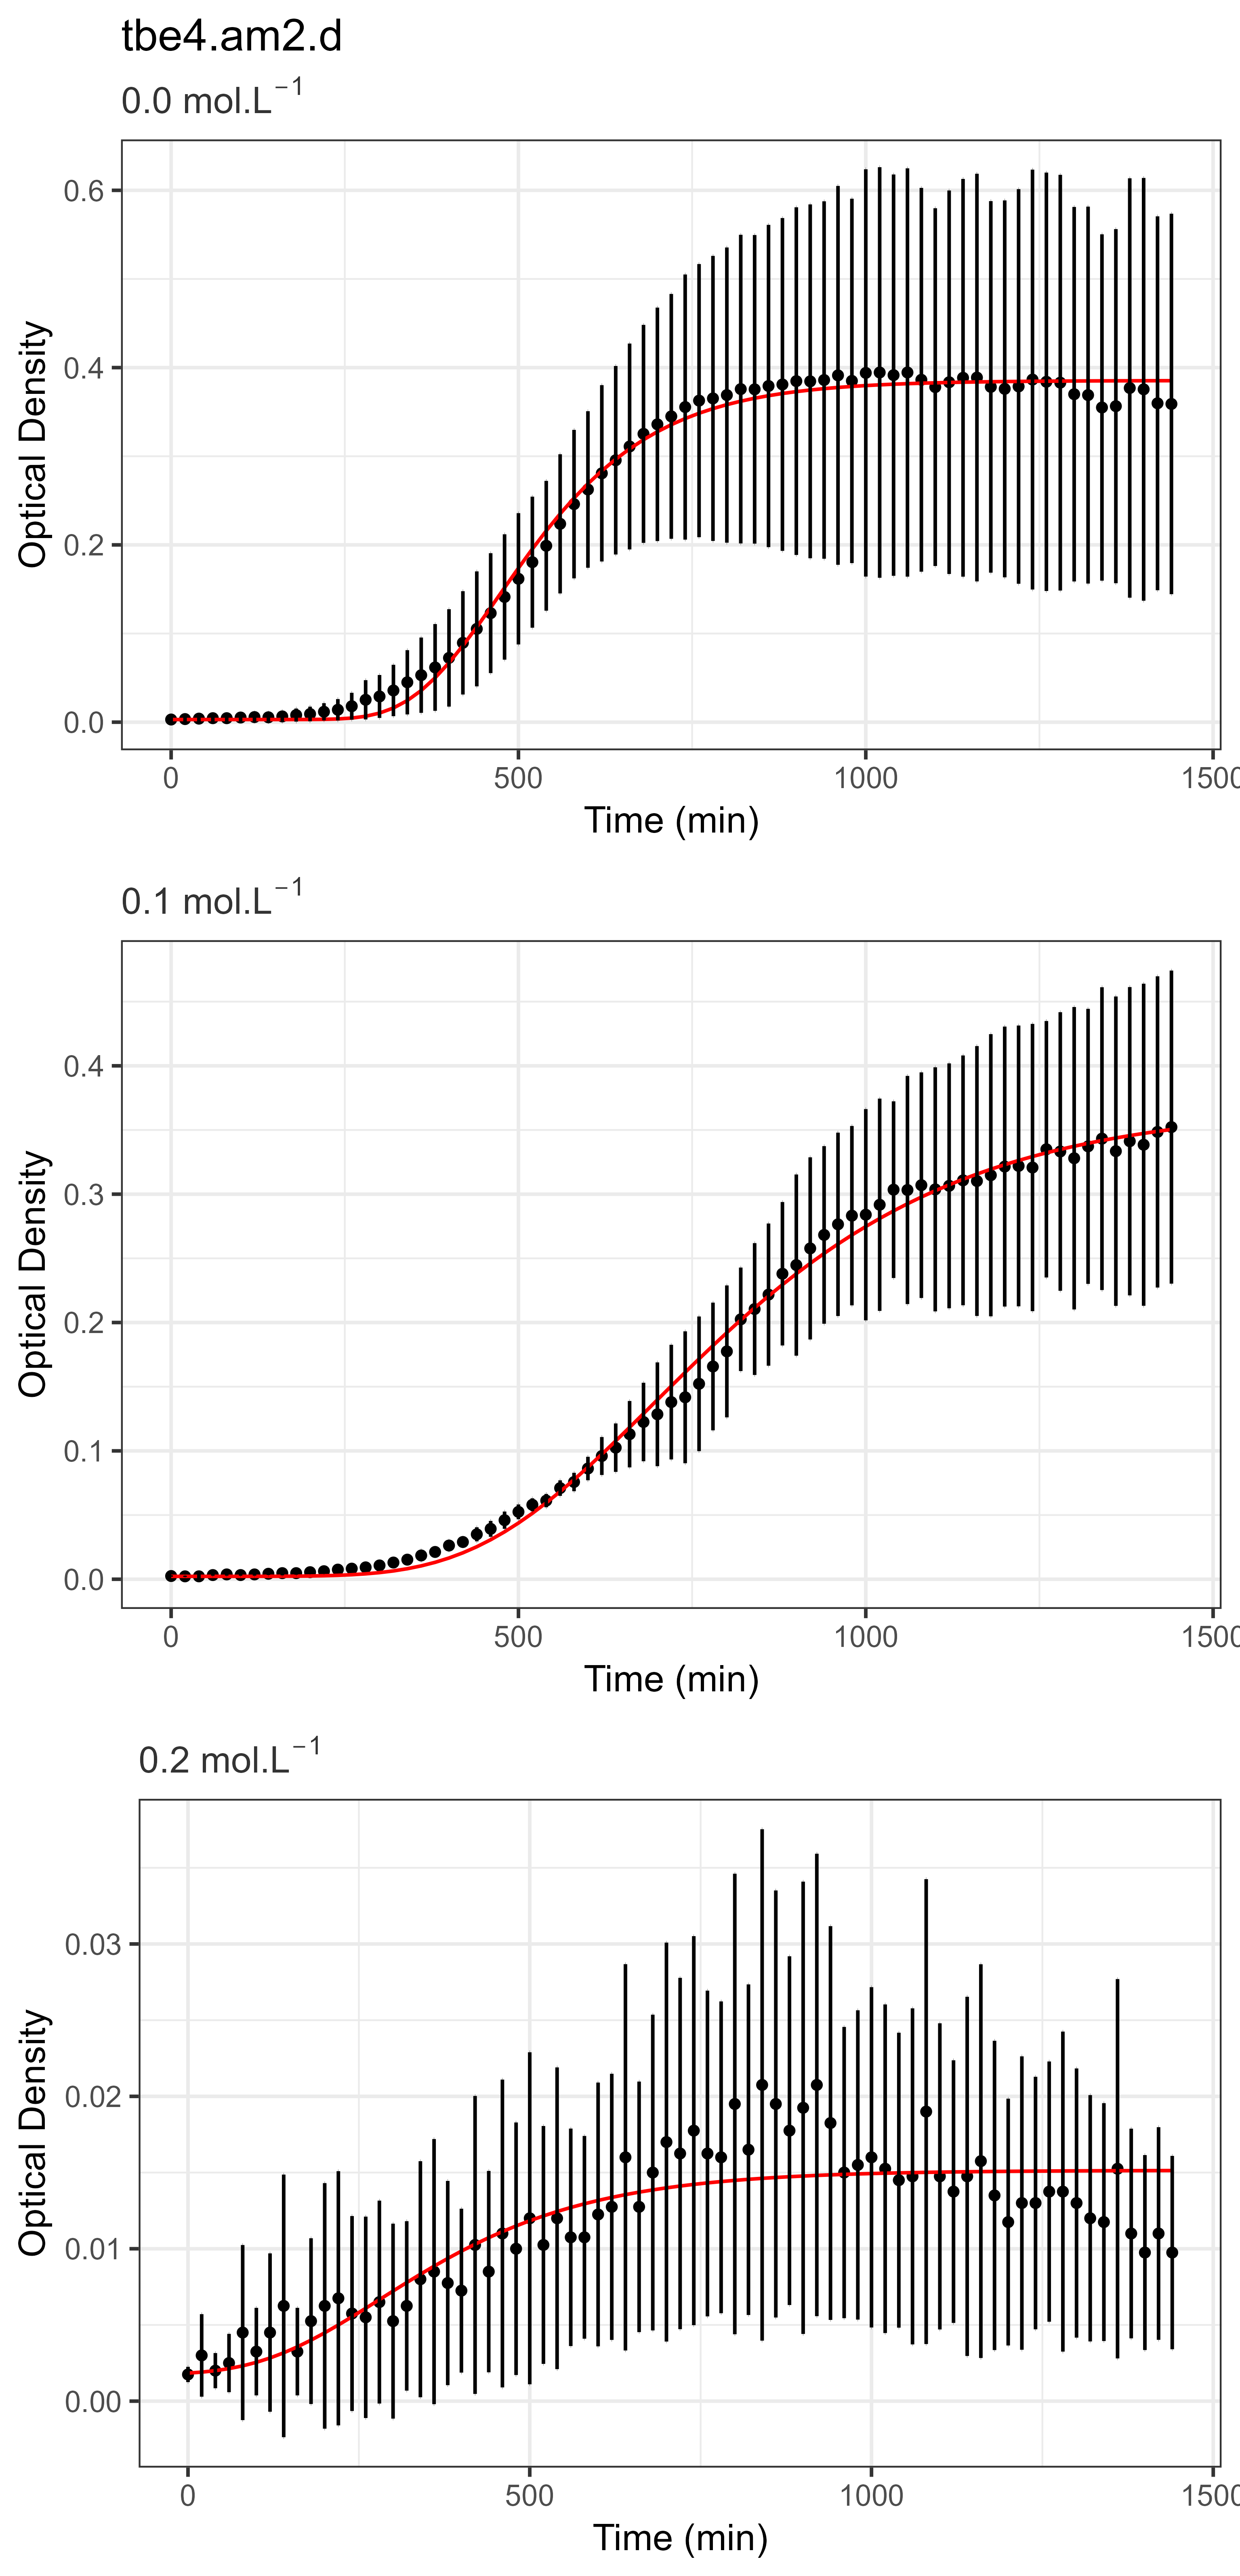 tbe4.am2.d
0.0 mol.L⁻¹
Optical Density
0.6
0.4
0.2
0.0
0 500 1000 1500
Time (min)
0.1 mol.L⁻¹
Optical Density
0.4
0.3
0.2
0.1
0.0
0 500 1000 1500
Time (min)
0.2 mol.L⁻¹
Optical Density
0.03
0.02
0.01
0.00
0 500 1000 1500
Time (min)